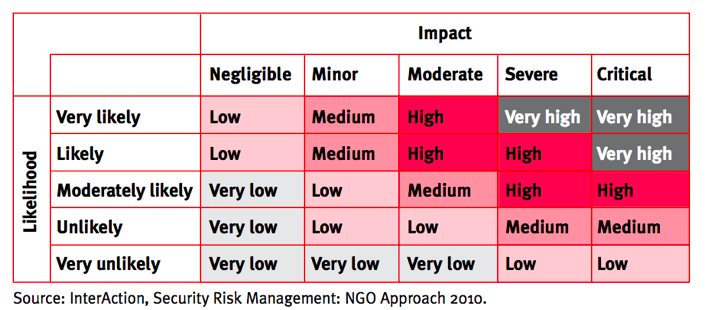 Impact
Negligible Minor Moderate Severe Critical
Likelihood
Very likely Low Medium High Very high Very high
Likely Low Medium High High Very high
Moderately likely Very low Low Medium High High
Unlikely Very low Low Low Medium Medium
Very unlikely Very low Very low Very low Low Low
Source: InterAction, Security Risk Management: NGO Approach 2010.